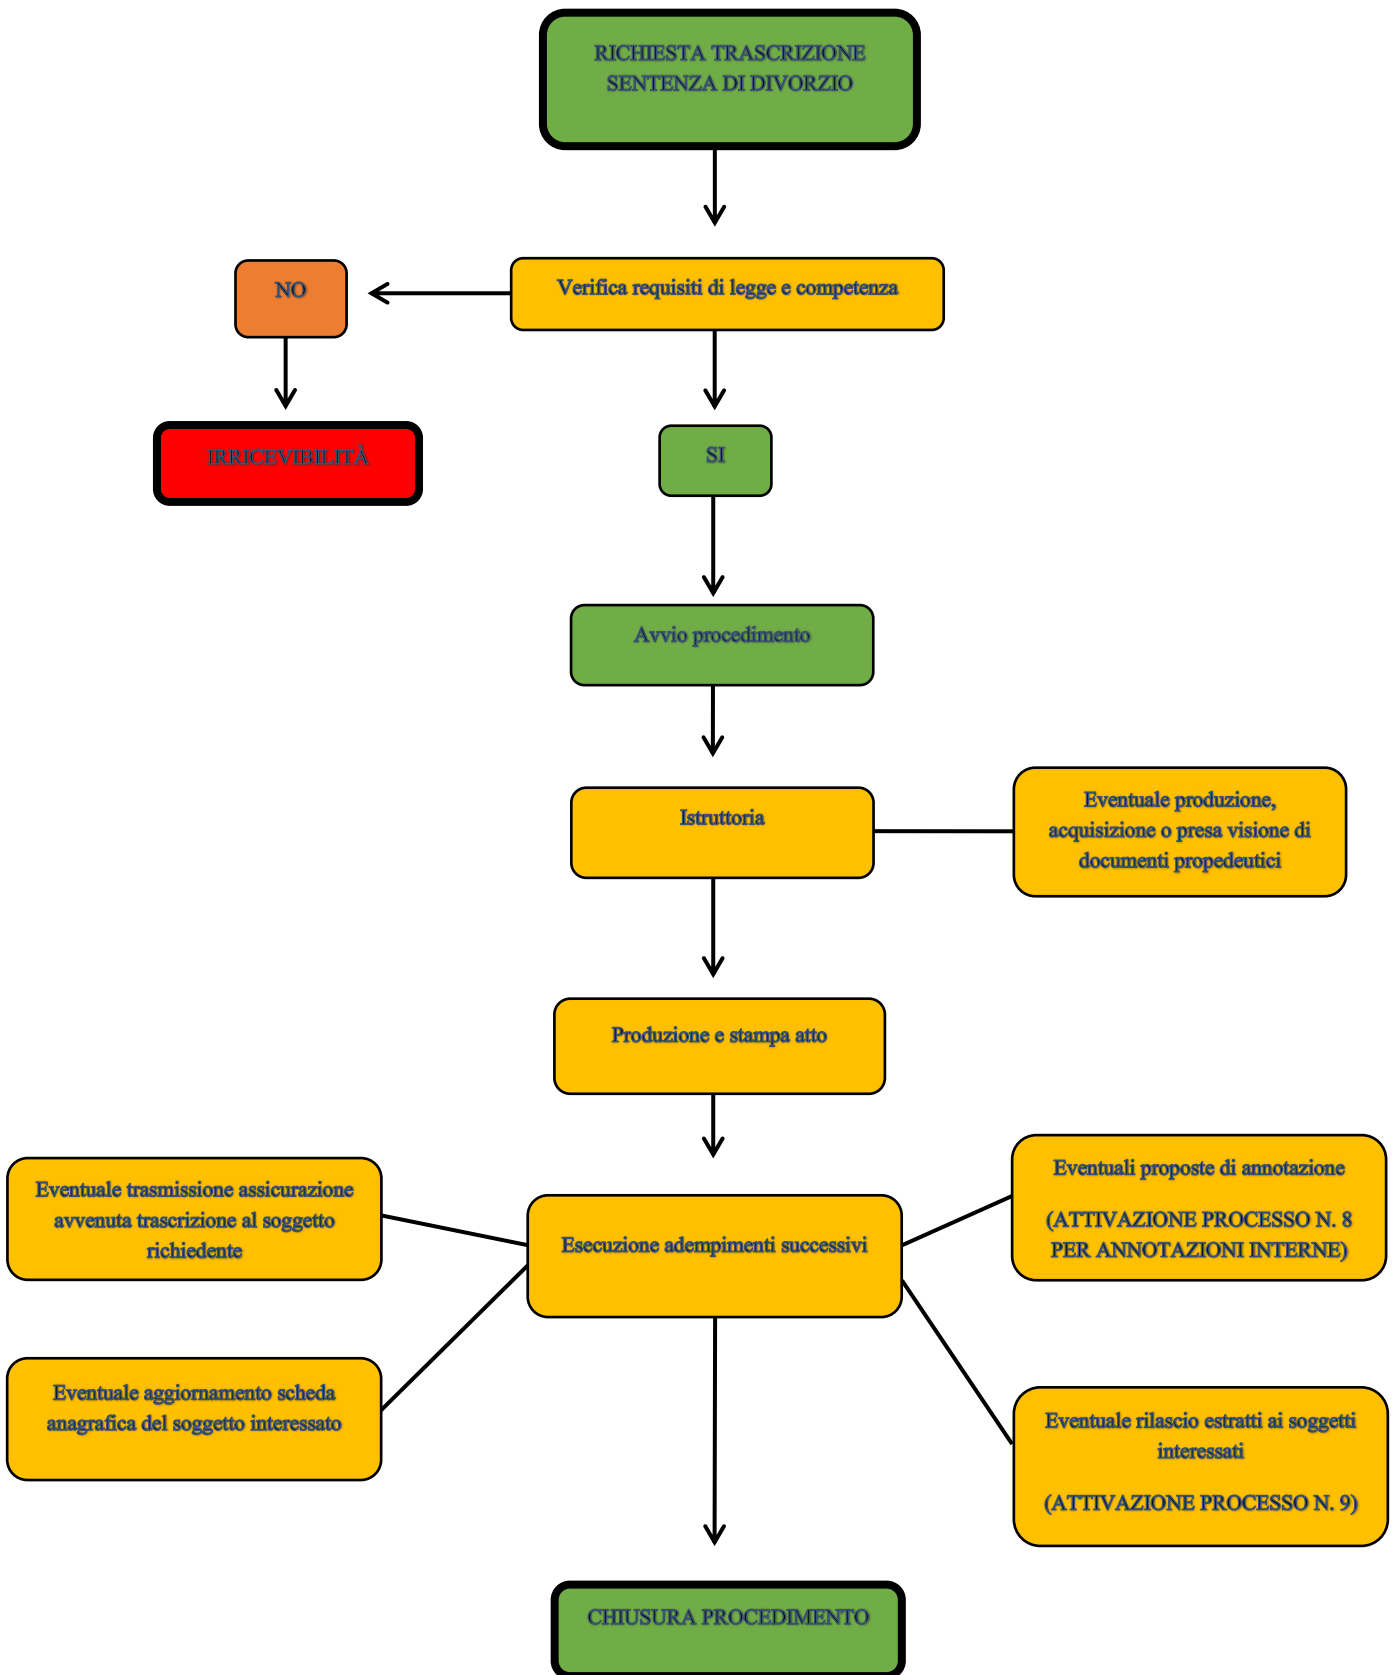 RICHIESTA TRASCRIZIONE
SENTENZA DI DIVORZIO
NO
Verifica requisiti di legge e competenza
IRRICEVIBILITÀ
SI
Avvio procedimento
Istruttoria
Eventuale produzione,
acquisizione o presa visione di
documenti propedeutici
Produzione e stampa atto
Eventuale trasmissione assicurazione
avvenuta trascrizione al soggetto
richiedente
Esecuzione adempimenti successivi
Eventuali proposte di annotazione
(ATTIVAZIONE PROCESSO N. 8
PER ANNOTAZIONI INTERNE)
Eventuale aggiornamento scheda
anagrafica del soggetto interessato
Eventuale rilascio estratti ai soggetti
interessati
(ATTIVAZIONE PROCESSO N. 9)
CHIUSURA PROCEDIMENTO